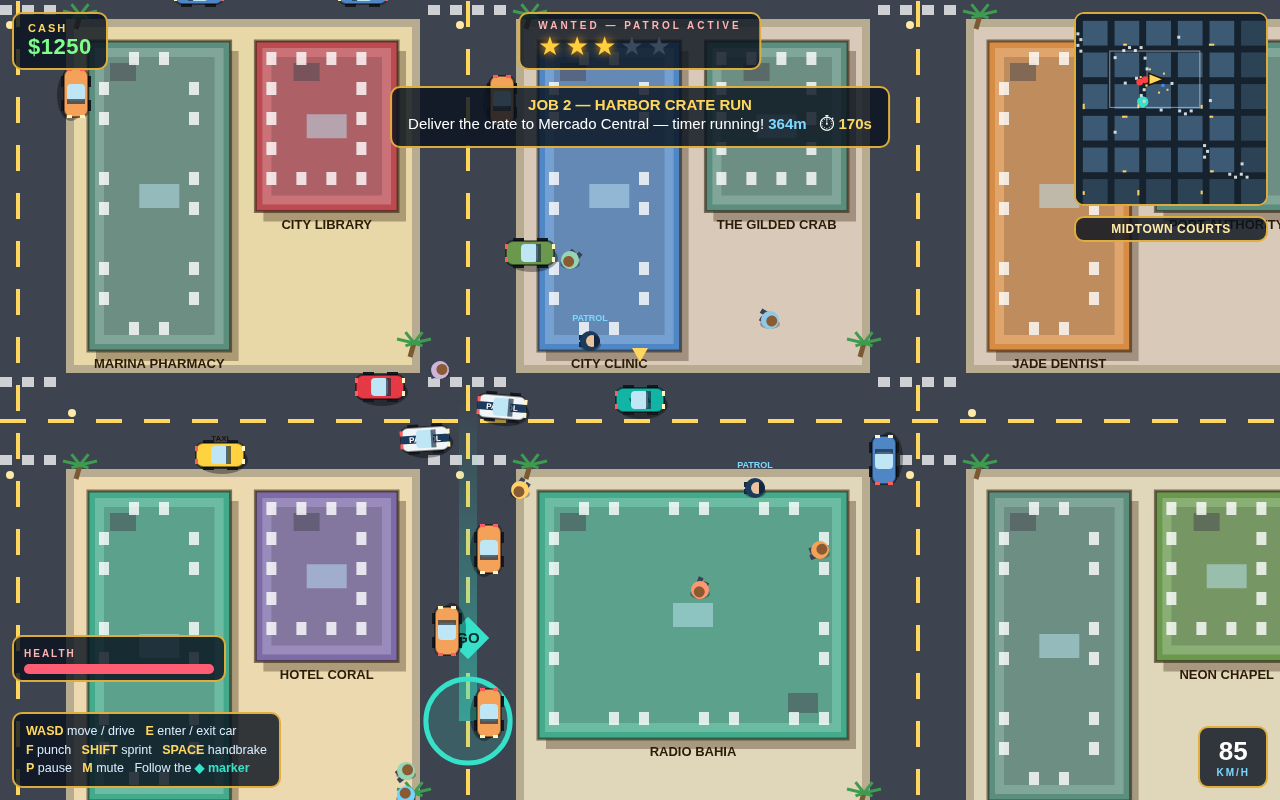 CASH
$1250
WANTED — PATROL ACTIVE
JOB 2 — HARBOR CRATE RUN
Deliver the crate to Mercado Central — timer running! 364m ⏱ 170s
CITY LIBRARY
THE GILDED CRAB
MIDTOWN COURTS
PATROL
MARINA PHARMACY
CITY CLINIC
JADE DENTIST
PATROL
TAXI
PATROL
GO
HEALTH
HOTEL CORAL
NEON CHAPEL
RADIO BAHIA
WASD move / drive E enter / exit car
F punch SHIFT sprint SPACE handbrake
P pause M mute Follow the ◆ marker
85
KM/H